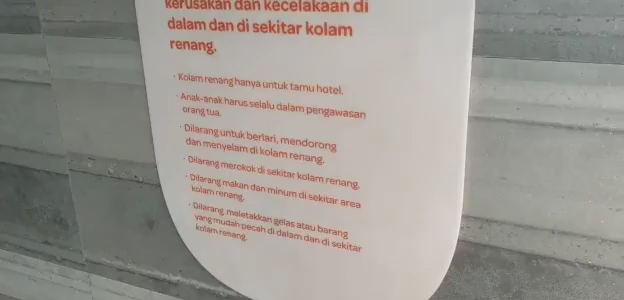 kerusakan dan kecelakaan di
dalam dan di sekitar kolam
renang.
· Kolam renang hanya untuk tamu hotel.
· Anak-anak harus selalu dalam pengawasan
orang tua.
· Dilarang untuk berlari, mendorong
dan menyelam di kolam renang.
· Dilarang merokok di sekitar kolam renang.
· Dilarang makan dan minum di sekitar area
kolam renang.
· Dilarang meletakkan gelas atau barang
yang mudah pecah di dalam dan di sekitar
kolam renang.